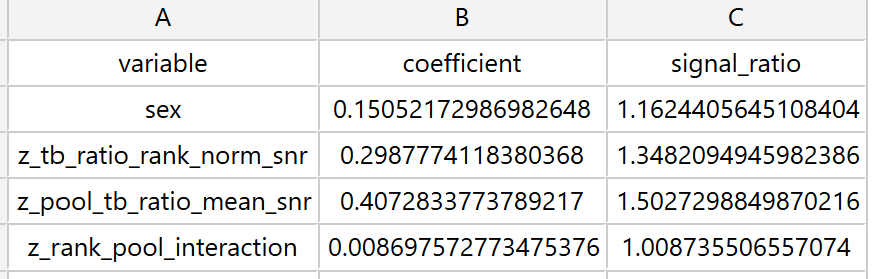 A B C
variable coefficient signal_ratio
sex 0.15052172986982648 1.1624405645108404
z_tb_ratio_rank_norm_snr 0.2987774118380368 1.3482094945982386
z_pool_tb_ratio_mean_snr 0.4072833773789217 1.5027298849870216
z_rank_pool_interaction 0.008697572773475376 1.008735506557074